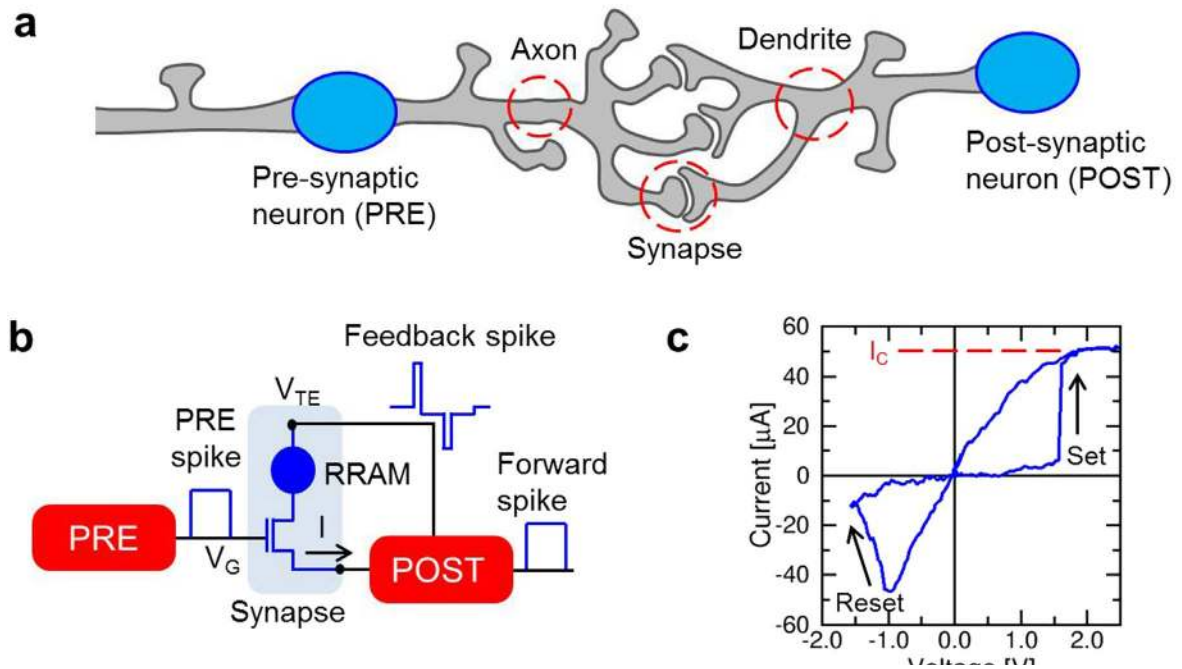 a
Axon
Dendrite
Pre-synaptic
neuron (PRE)
Post-synaptic
neuron (POST)
Synapse
b
Feedback spike
V_TE
PRE
spike
RRAM
Forward
spike
PRE
V_G
I
POST
Synapse
c
60
40
20
0
-20
-40
-60
Current [µA]
I_C
Set
Reset
-2.0 -1.0 0.0 1.0 2.0
Voltage [V]